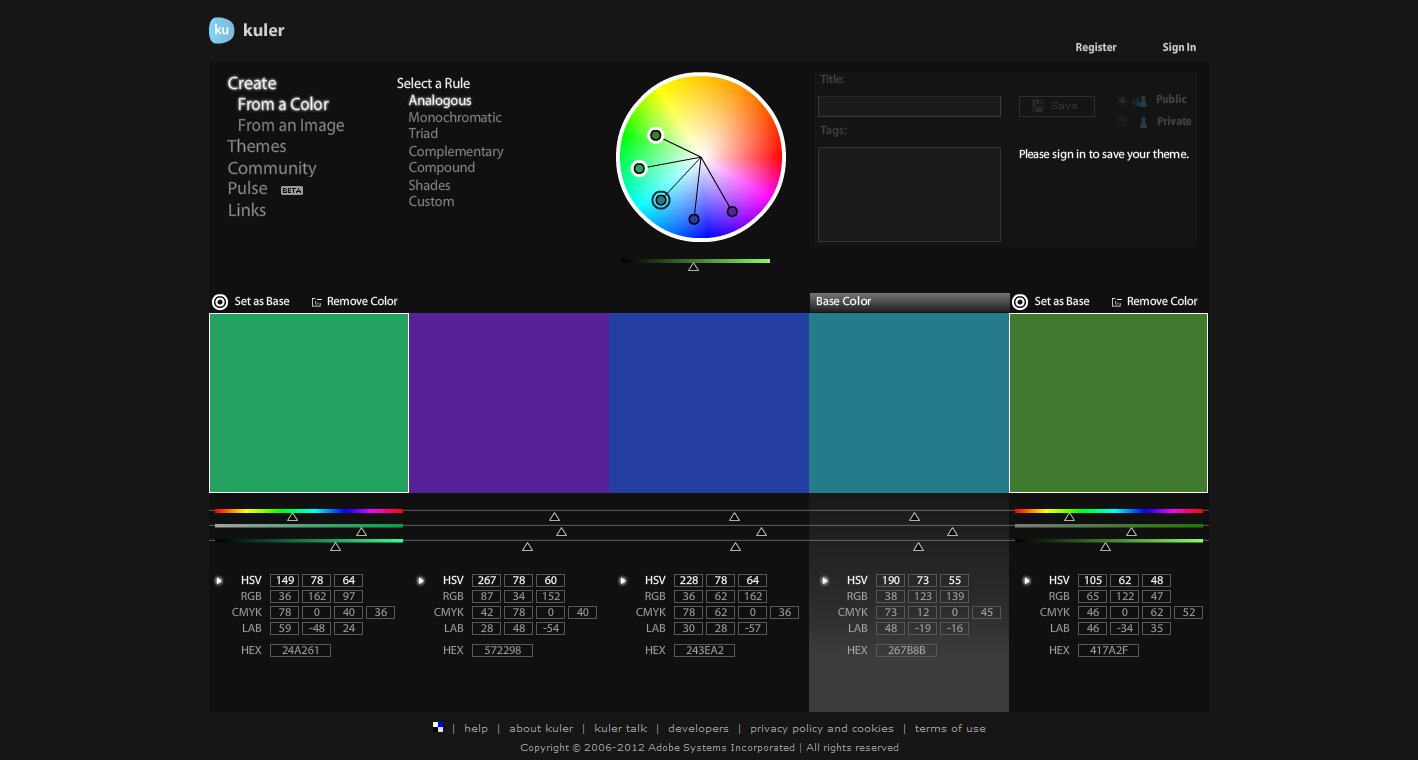 ku kuler
Register Sign In
Create
From a Color
From an Image
Themes
Community
Pulse BETA
Links
Select a Rule
Analogous
Monochromatic
Triad
Complementary
Compound
Shades
Custom
Title:
Save
Public
Private
Tags:
Please sign in to save your theme.
Set as Base Remove Color Base Color Set as Base Remove Color
HSV 149 78 64
RGB 36 162 97
CMYK 78 0 40 36
LAB 59 -48 24
HEX 24A261
HSV 267 78 60
RGB 87 34 152
CMYK 42 78 0 40
LAB 28 48 -54
HEX 572298
HSV 228 78 64
RGB 36 62 162
CMYK 78 62 0 36
LAB 30 28 -57
HEX 243EA2
HSV 190 73 55
RGB 38 123 139
CMYK 73 12 0 45
LAB 48 -19 -16
HEX 267B8B
HSV 105 62 48
RGB 65 122 47
CMYK 46 0 62 52
LAB 46 -34 35
HEX 417A2F
| help | about kuler | kuler talk | developers | privacy policy and cookies | terms of use
Copyright © 2006-2012 Adobe Systems Incorporated | All rights reserved